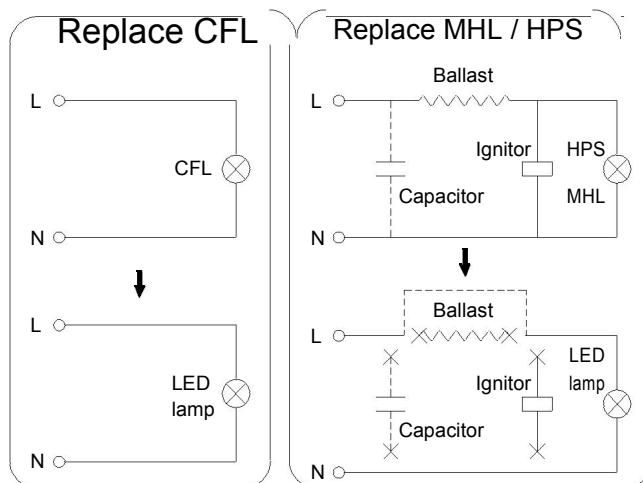 Replace CFL
L
CFL
N
L
LED
lamp
N
Replace MHL / HPS
Ballast
L
Ignitor
HPS
Capacitor
MHL
N
Ballast
L
LED
Ignitor
lamp
Capacitor
N